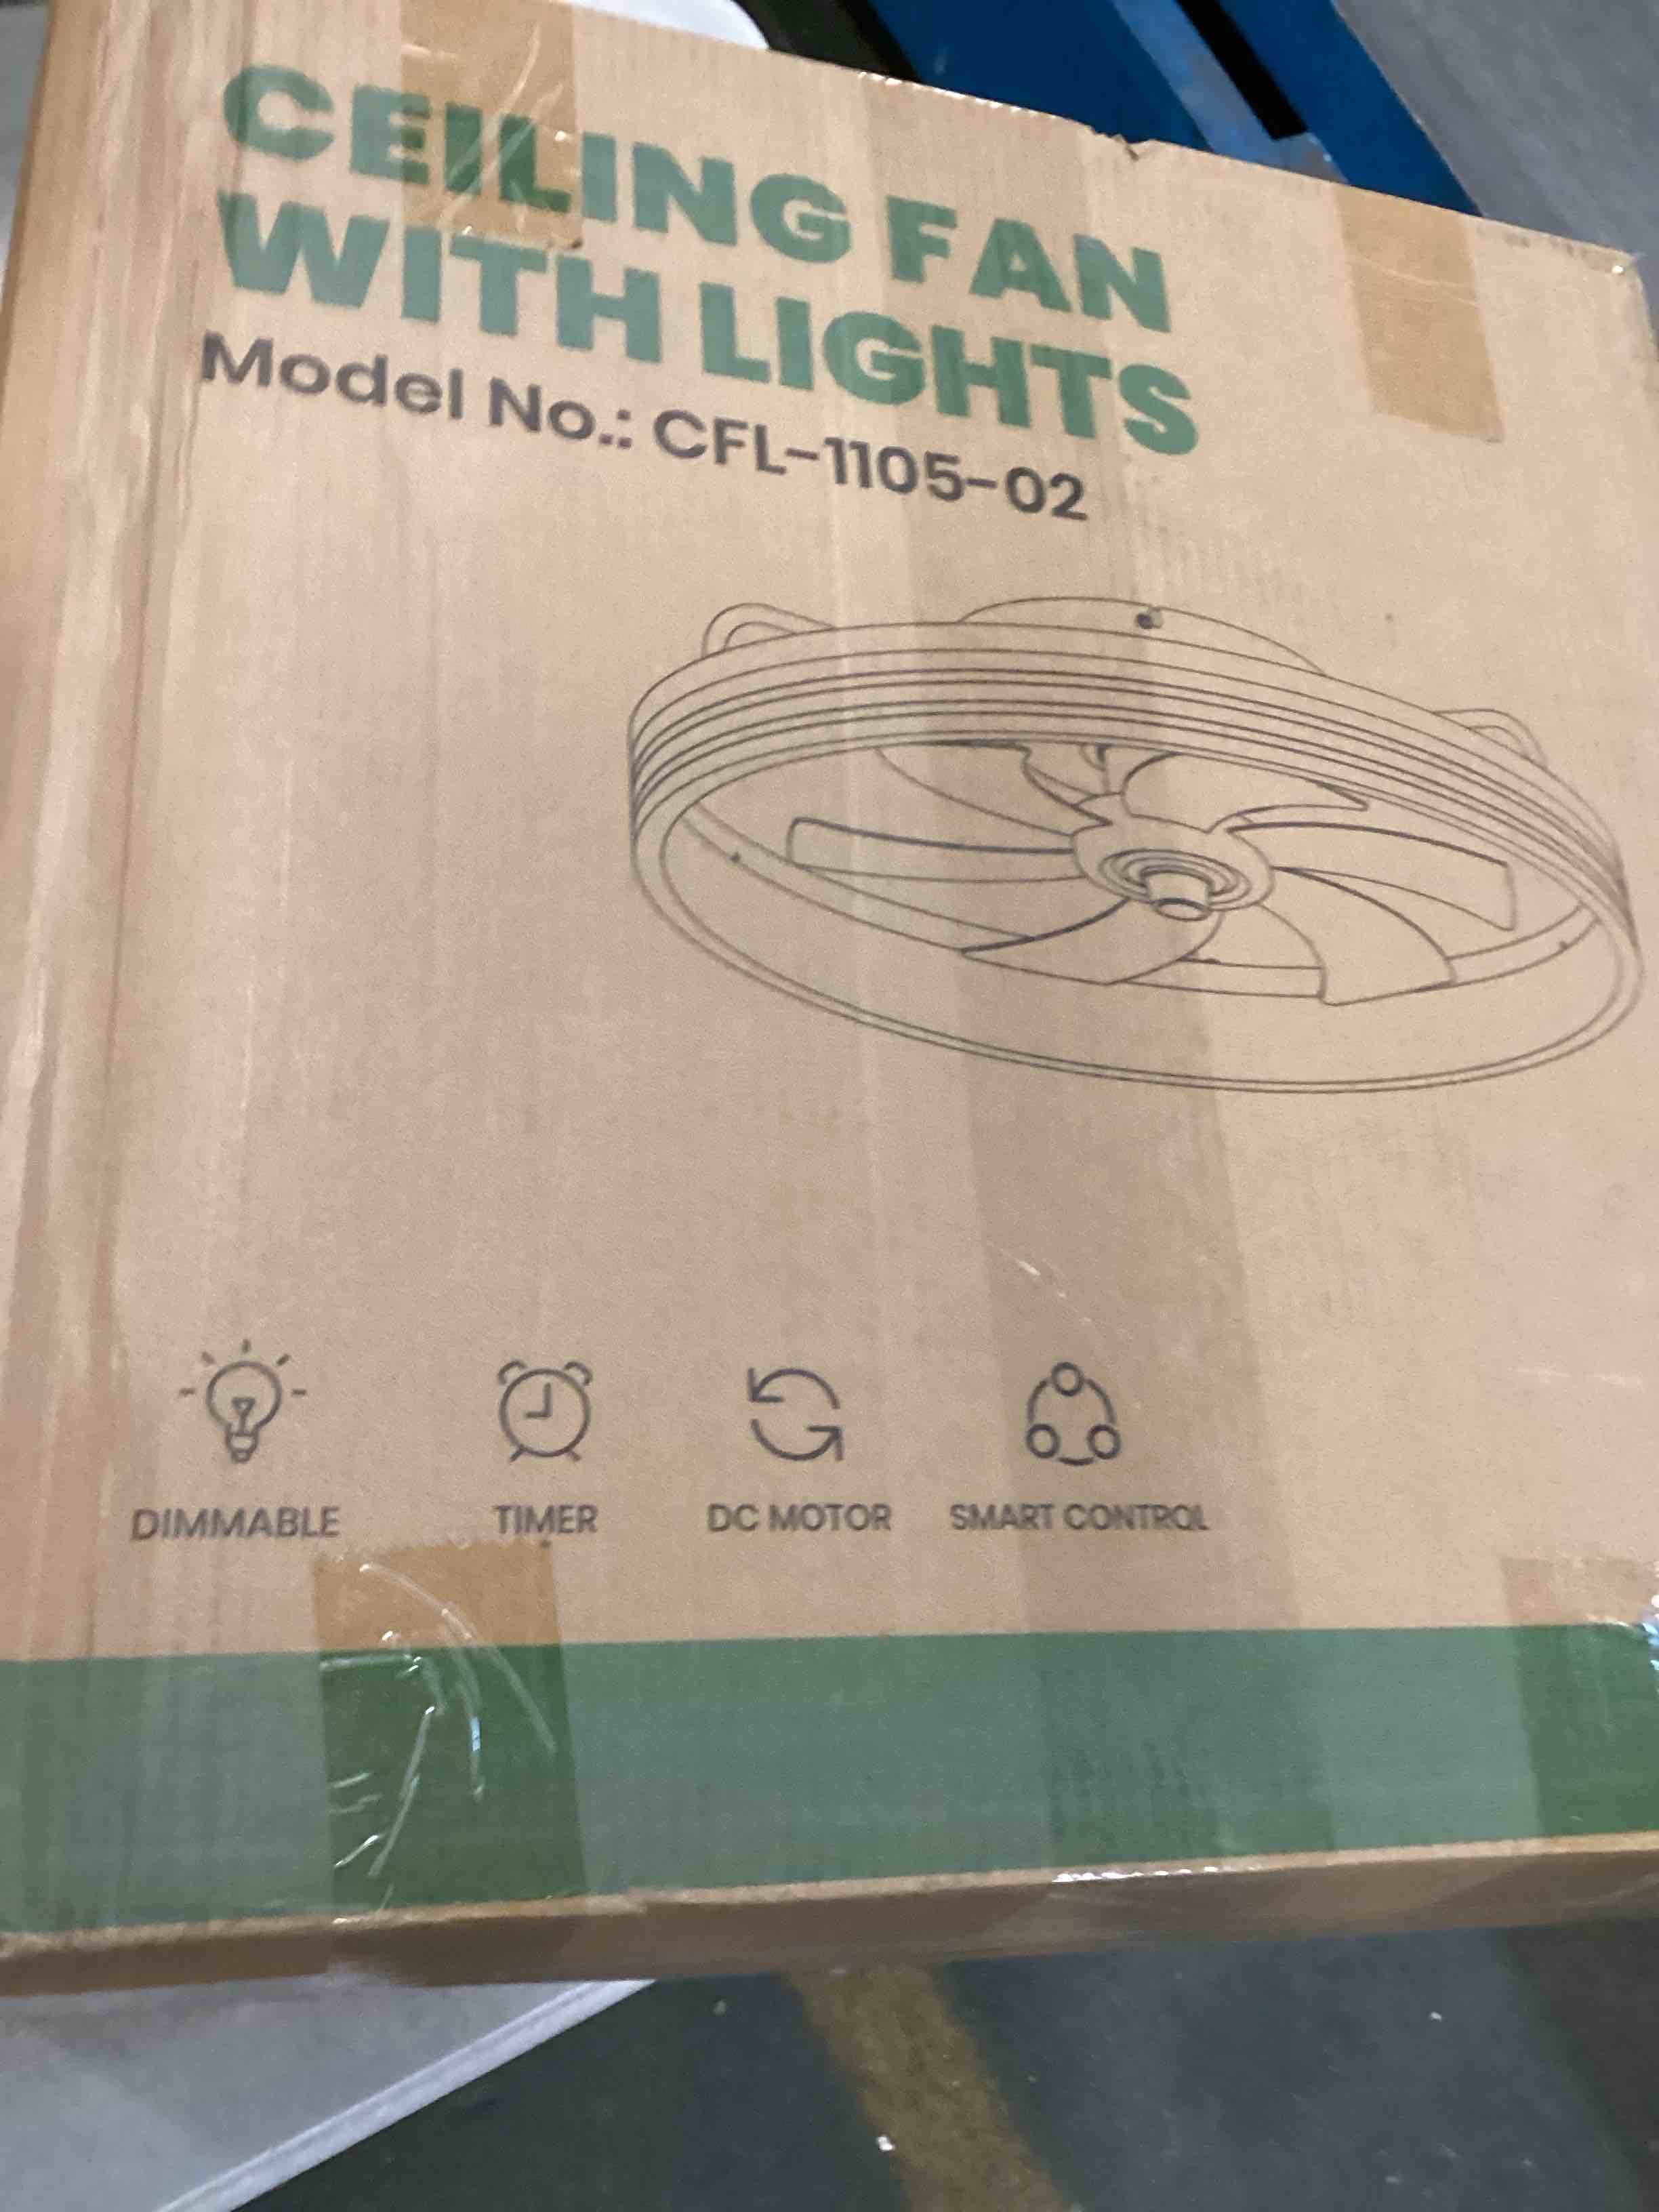 CEILING FAN
WITH LIGHTS
Model No.: CFL-1105-02
DIMMABLE
TIMER
DC MOTOR
SMART CONTROL